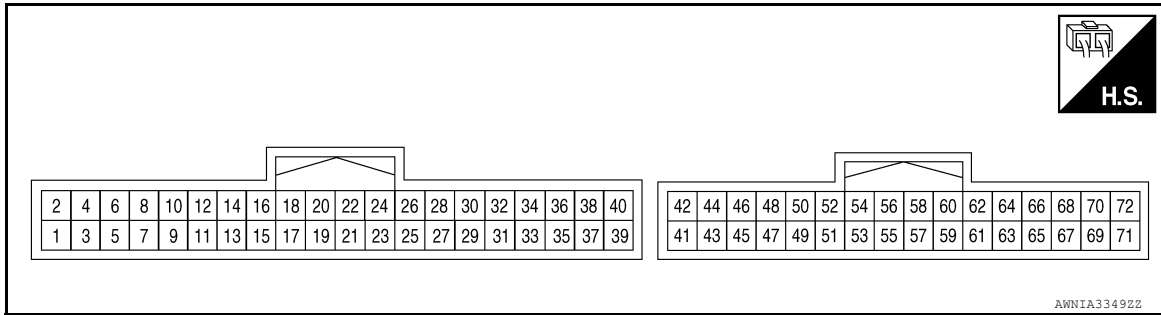 H.S.
2 4 6 8 10 12 14 16 18 20 22 24 26 28 30 32 34 36 38 40
1 3 5 7 9 11 13 15 17 19 21 23 25 27 29 31 33 35 37 39
42 44 46 48 50 52 54 56 58 60 62 64 66 68 70 72
41 43 45 47 49 51 53 55 57 59 61 63 65 67 69 71
AWNIA3349ZZ